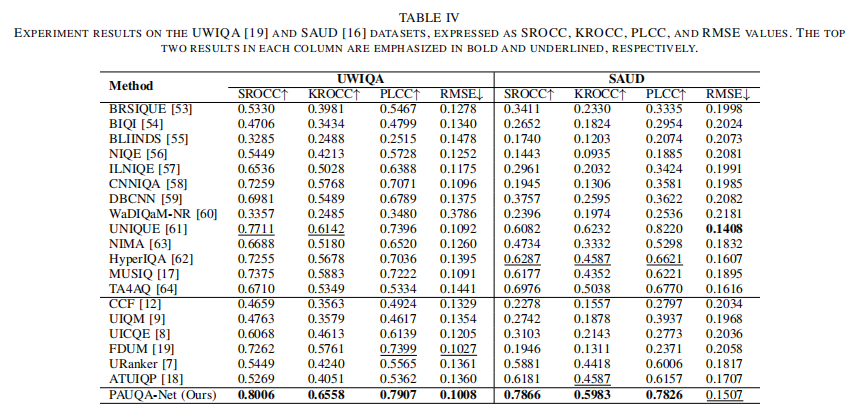 TABLE IV
EXPERIMENT RESULTS ON THE UWIQA [19] AND SAUD [16] DATASETS, EXPRESSED AS SROCC, KROCC, PLCC, AND RMSE VALUES. THE TOP
TWO RESULTS IN EACH COLUMN ARE EMPHASIZED IN BOLD AND UNDERLINED, RESPECTIVELY.
Method UWIQA SAUD
SROCC↑ KROCC↑ PLCC↑ RMSE↓ SROCC↑ KROCC↑ PLCC↑ RMSE↓
BRSIQUE [53] 0.5330 0.3981 0.5467 0.1278 0.3411 0.2330 0.3335 0.1998
BIQI [54] 0.4706 0.3434 0.4799 0.1340 0.2652 0.1824 0.2954 0.2024
BLIINDS [55] 0.3285 0.2488 0.2515 0.1478 0.1740 0.1203 0.2074 0.2073
NIQE [56] 0.5449 0.4213 0.5728 0.1252 0.1443 0.0935 0.1885 0.2081
ILNIQE [57] 0.6536 0.5028 0.6388 0.1175 0.2961 0.2032 0.3424 0.1991
CNNIQA [58] 0.7259 0.5768 0.7071 0.1096 0.1945 0.1306 0.3581 0.1985
DBCNN [59] 0.6981 0.5489 0.6789 0.1375 0.3757 0.2595 0.3622 0.2082
WaDIQaM-NR [60] 0.3357 0.2485 0.3480 0.3786 0.2396 0.1974 0.2536 0.2181
UNIQUE [61] 0.7711 0.6142 0.7396 0.1092 0.6082 0.6232 0.8220 0.1408
NIMA [63] 0.6688 0.5180 0.6520 0.1260 0.4734 0.3332 0.5298 0.1832
HyperIQA [62] 0.7255 0.5678 0.7036 0.1395 0.6287 0.4587 0.6621 0.1607
MUSIQ [17] 0.7375 0.5883 0.7222 0.1091 0.6177 0.4352 0.6221 0.1895
TA4AQ [64] 0.6710 0.5349 0.5334 0.1441 0.6976 0.5038 0.6770 0.1616
CCF [12] 0.4659 0.3563 0.4924 0.1329 0.2278 0.1557 0.2797 0.2034
UIQM [9] 0.4763 0.3579 0.4617 0.1354 0.2742 0.1878 0.3937 0.1968
UICQE [8] 0.6068 0.4613 0.6139 0.1205 0.3103 0.2143 0.2773 0.2036
FDUM [19] 0.7262 0.5761 0.7399 0.1027 0.1946 0.1311 0.2371 0.2058
URanker [7] 0.5449 0.4240 0.5565 0.1361 0.5881 0.4418 0.6006 0.1817
ATUIQP [18] 0.5269 0.4051 0.5362 0.1360 0.6181 0.4587 0.6157 0.1707
PAUQA-Net (Ours) 0.8006 0.6558 0.7907 0.1008 0.7866 0.5983 0.7826 0.1507